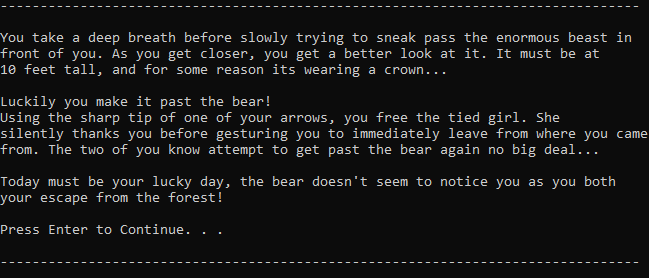 --------------------------------------------------------------------------------
You take a deep breath before slowly trying to sneak pass the enormous beast in
front of you. As you get closer, you get a better look at it. It must be at
10 feet tall, and for some reason its wearing a crown...
Luckily you make it past the bear!
Using the sharp tip of one of your arrows, you free the tied girl. She
silently thanks you before gesturing you to immediately leave from where you came
from. The two of you know attempt to get past the bear again no big deal...
Today must be your lucky day, the bear doesn't seem to notice you as you both
your escape from the forest!
Press Enter to Continue. . .
--------------------------------------------------------------------------------